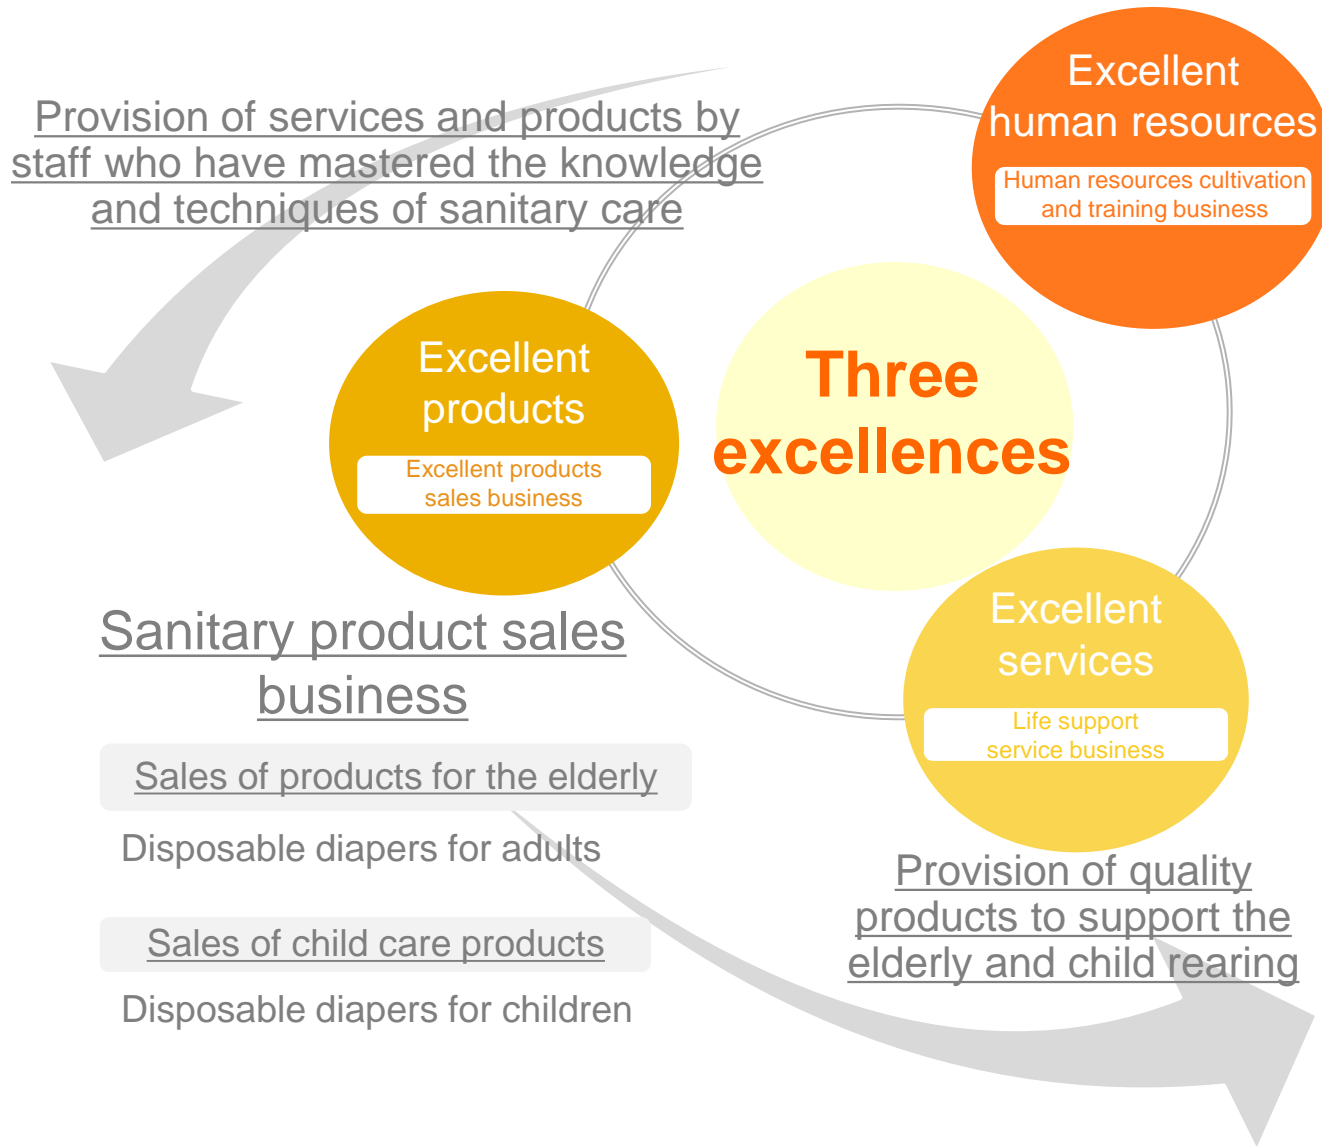 Excellent
human resources
Human resources cultivation
and training business
Provision of services and products by
staff who have mastered the knowledge
and techniques of sanitary care
Excellent
products
Excellent products
sales business
Three
excellences
Excellent
services
Life support
service business
Sanitary product sales
business
Sales of products for the elderly
Disposable diapers for adults
Sales of child care products
Disposable diapers for children
Provision of quality
products to support the
elderly and child rearing